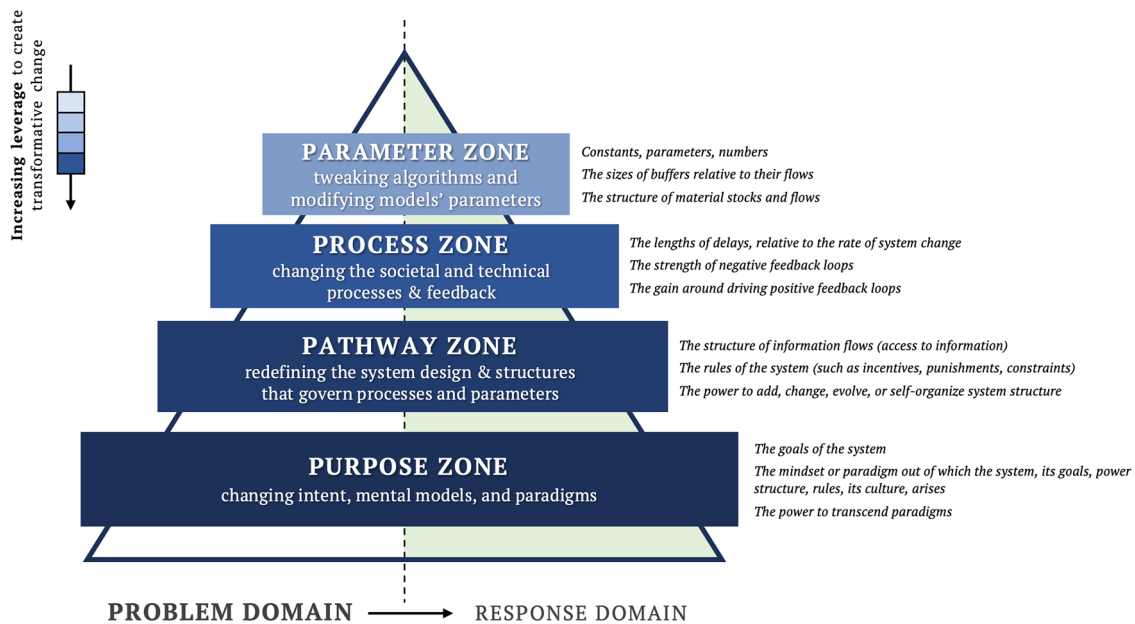 Increasing leverage to create
transformative change
PARAMETER ZONE
tweaking algorithms and
modifying models' parameters
Constants, parameters, numbers
The sizes of buffers relative to their flows
The structure of material stocks and flows
PROCESS ZONE
changing the societal and technical
processes & feedback
The lengths of delays, relative to the rate of system change
The strength of negative feedback loops
The gain around driving positive feedback loops
PATHWAY ZONE
redefining the system design & structures
that govern processes and parameters
The structure of information flows (access to information)
The rules of the system (such as incentives, punishments, constraints)
The power to add, change, evolve, or self-organize system structure
PURPOSE ZONE
changing intent, mental models, and paradigms
The goals of the system
The mindset or paradigm out of which the system, its goals, power
structure, rules, its culture, arises
The power to transcend paradigms
PROBLEM DOMAIN
RESPONSE DOMAIN